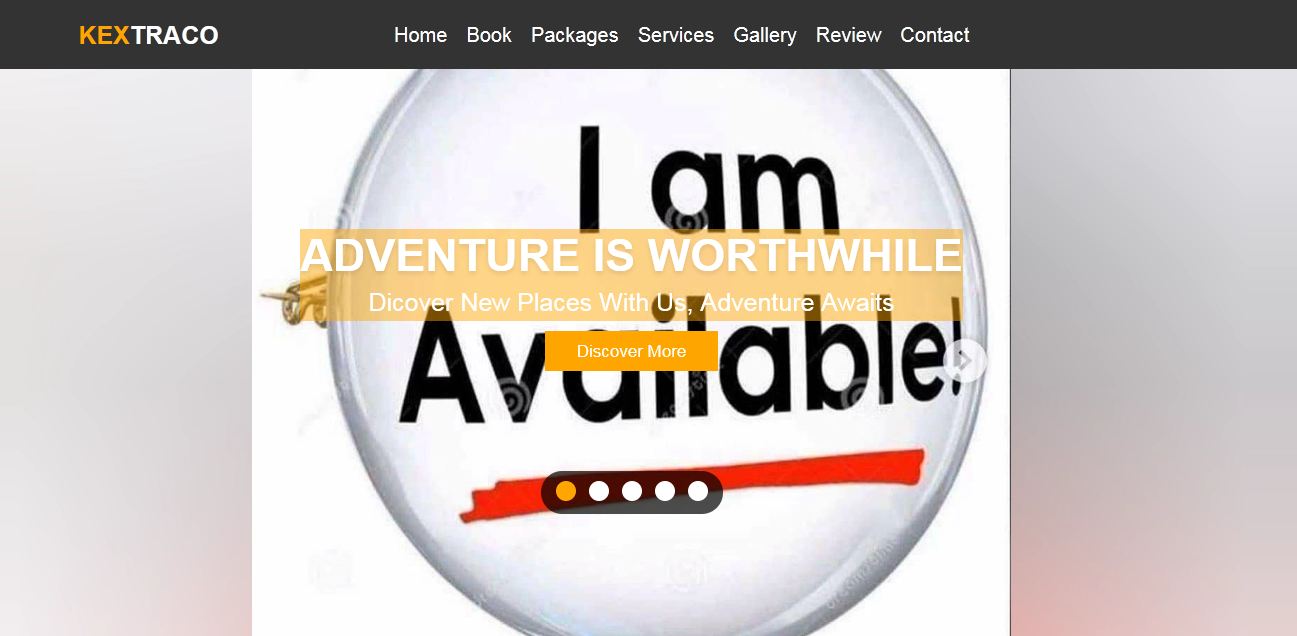 KEXTRACO
Home Book Packages Services Gallery Review Contact
I am
ADVENTURE IS WORTHWHILE
Dicover New Places With Us, Adventure Awaits
Available!
Discover More